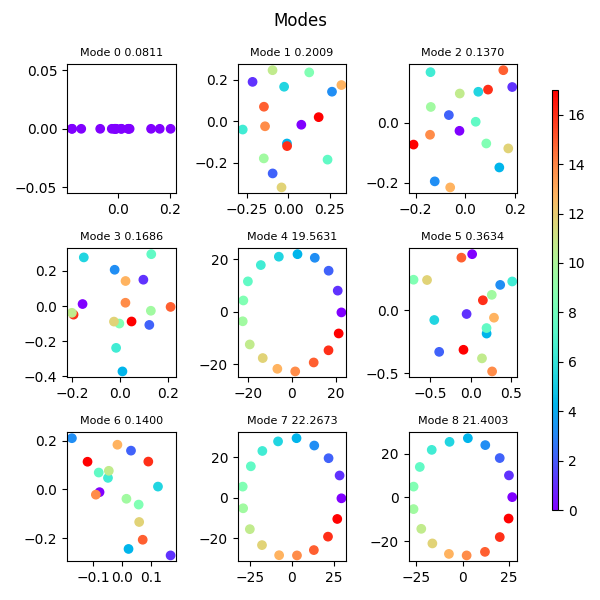 Modes
Mode 0 0.0811
Mode 1 0.2009
Mode 2 0.1370
0.05
0.00
−0.05
0.0 0.2
0.2
0.0
−0.2
−0.25 0.00 0.25
0.0
−0.2
−0.2 0.0 0.2
Mode 3 0.1686
Mode 4 19.5631
Mode 5 0.3634
0.2
0.0
−0.2
−0.4
−0.2 0.0 0.2
20
0
−20
−20 0 20
0.0
−0.5
−0.5 0.0 0.5
Mode 6 0.1400
Mode 7 22.2673
Mode 8 21.4003
0.2
0.0
−0.2
−0.1 0.0 0.1
20
0
−20
−25 0 25
20
0
−20
−25 0 25
16
14
12
10
8
6
4
2
0